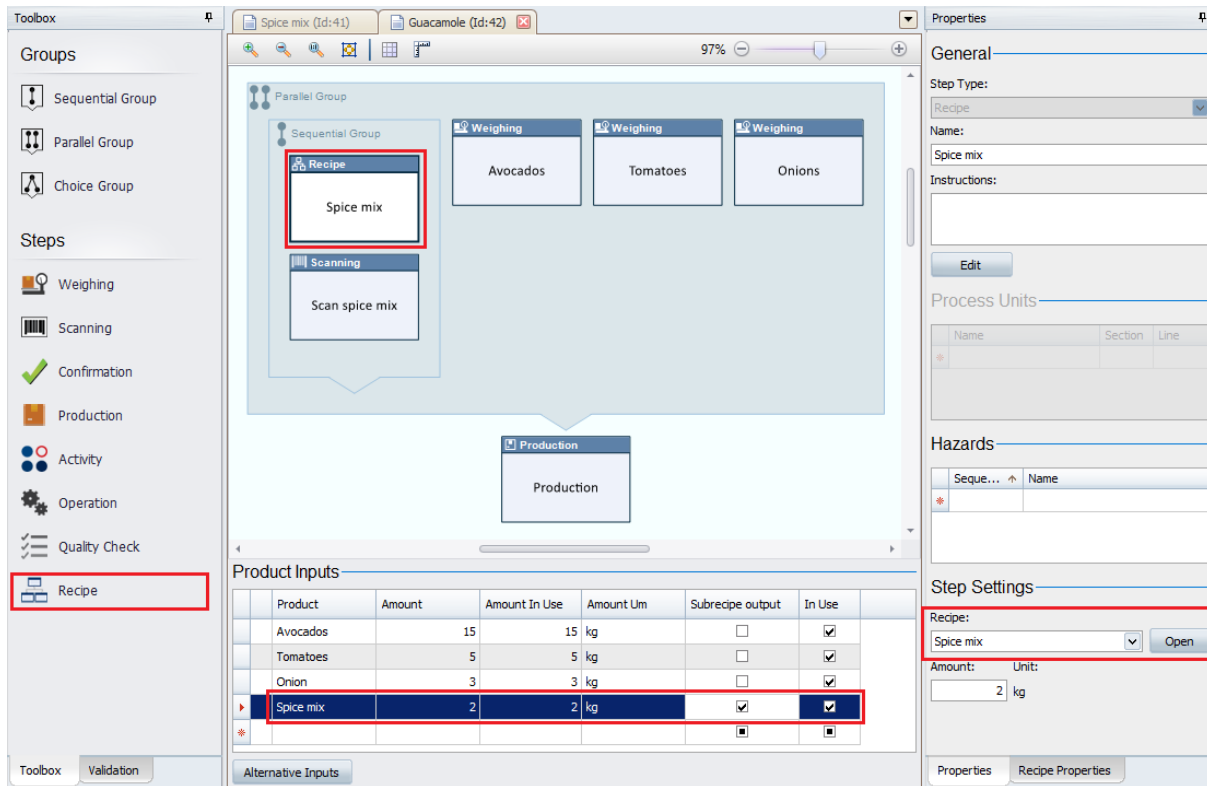 Toolbox
Groups
Sequential Group
Parallel Group
Choice Group
Steps
Weighing
Scanning
Confirmation
Production
Activity
Operation
Quality Check
Recipe
Toolbox Validation
Spice mix (Id:41) Guacamole (Id:42)
97%
Parallel Group
Sequential Group
Recipe
Spice mix
Scanning
Scan spice mix
Weighing
Avocados
Weighing
Tomatoes
Weighing
Onions
Production
Production
Product Inputs
Product Amount Amount In Use Amount Um Subrecipe output In Use
Avocados 15 15 kg
Tomatoes 5 5 kg
Onion 3 3 kg
Spice mix 2 2 kg
Alternative Inputs
Properties
General
Step Type:
Recipe
Name:
Spice mix
Instructions:
Edit
Process Units
Name Section Line
Hazards
Seque... Name
Step Settings
Recipe:
Spice mix Open
Amount: Unit:
2 kg
Properties Recipe Properties